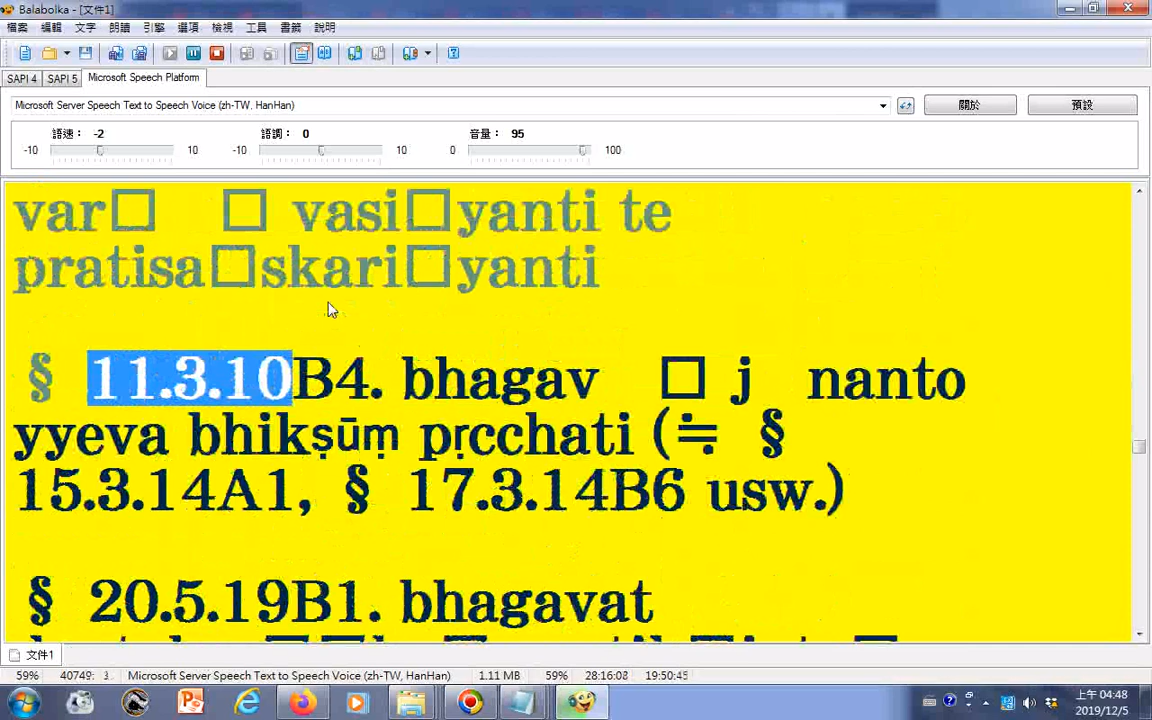 Balabolka - [文件1]
檔案 編輯 文字 朗讀 引擎 選項 檢視 工具 書籤 說明
SAPI 4 SAPI 5 Microsoft Speech Platform
Microsoft Server Speech Text to Speech Voice (zh-TW, HanHan) 關於 預設
語速： -2 語調： 0 音量： 95
-10 10 -10 10 0 100
var□ □ vasi□yanti te
pratisa□skari□yanti
§ 11.3.10B4. bhagav □ j nanto
yyeva bhikṣūṃ pṛcchati (≒ §
15.3.14A1, § 17.3.14B6 usw.)
§ 20.5.19B1. bhagavat
文件1
59% 40749: 3 Microsoft Server Speech Text to Speech Voice (zh-TW, HanHan) 1.11 MB 59% 28:16:08 19:50:45
上午 04:48
2019/12/5